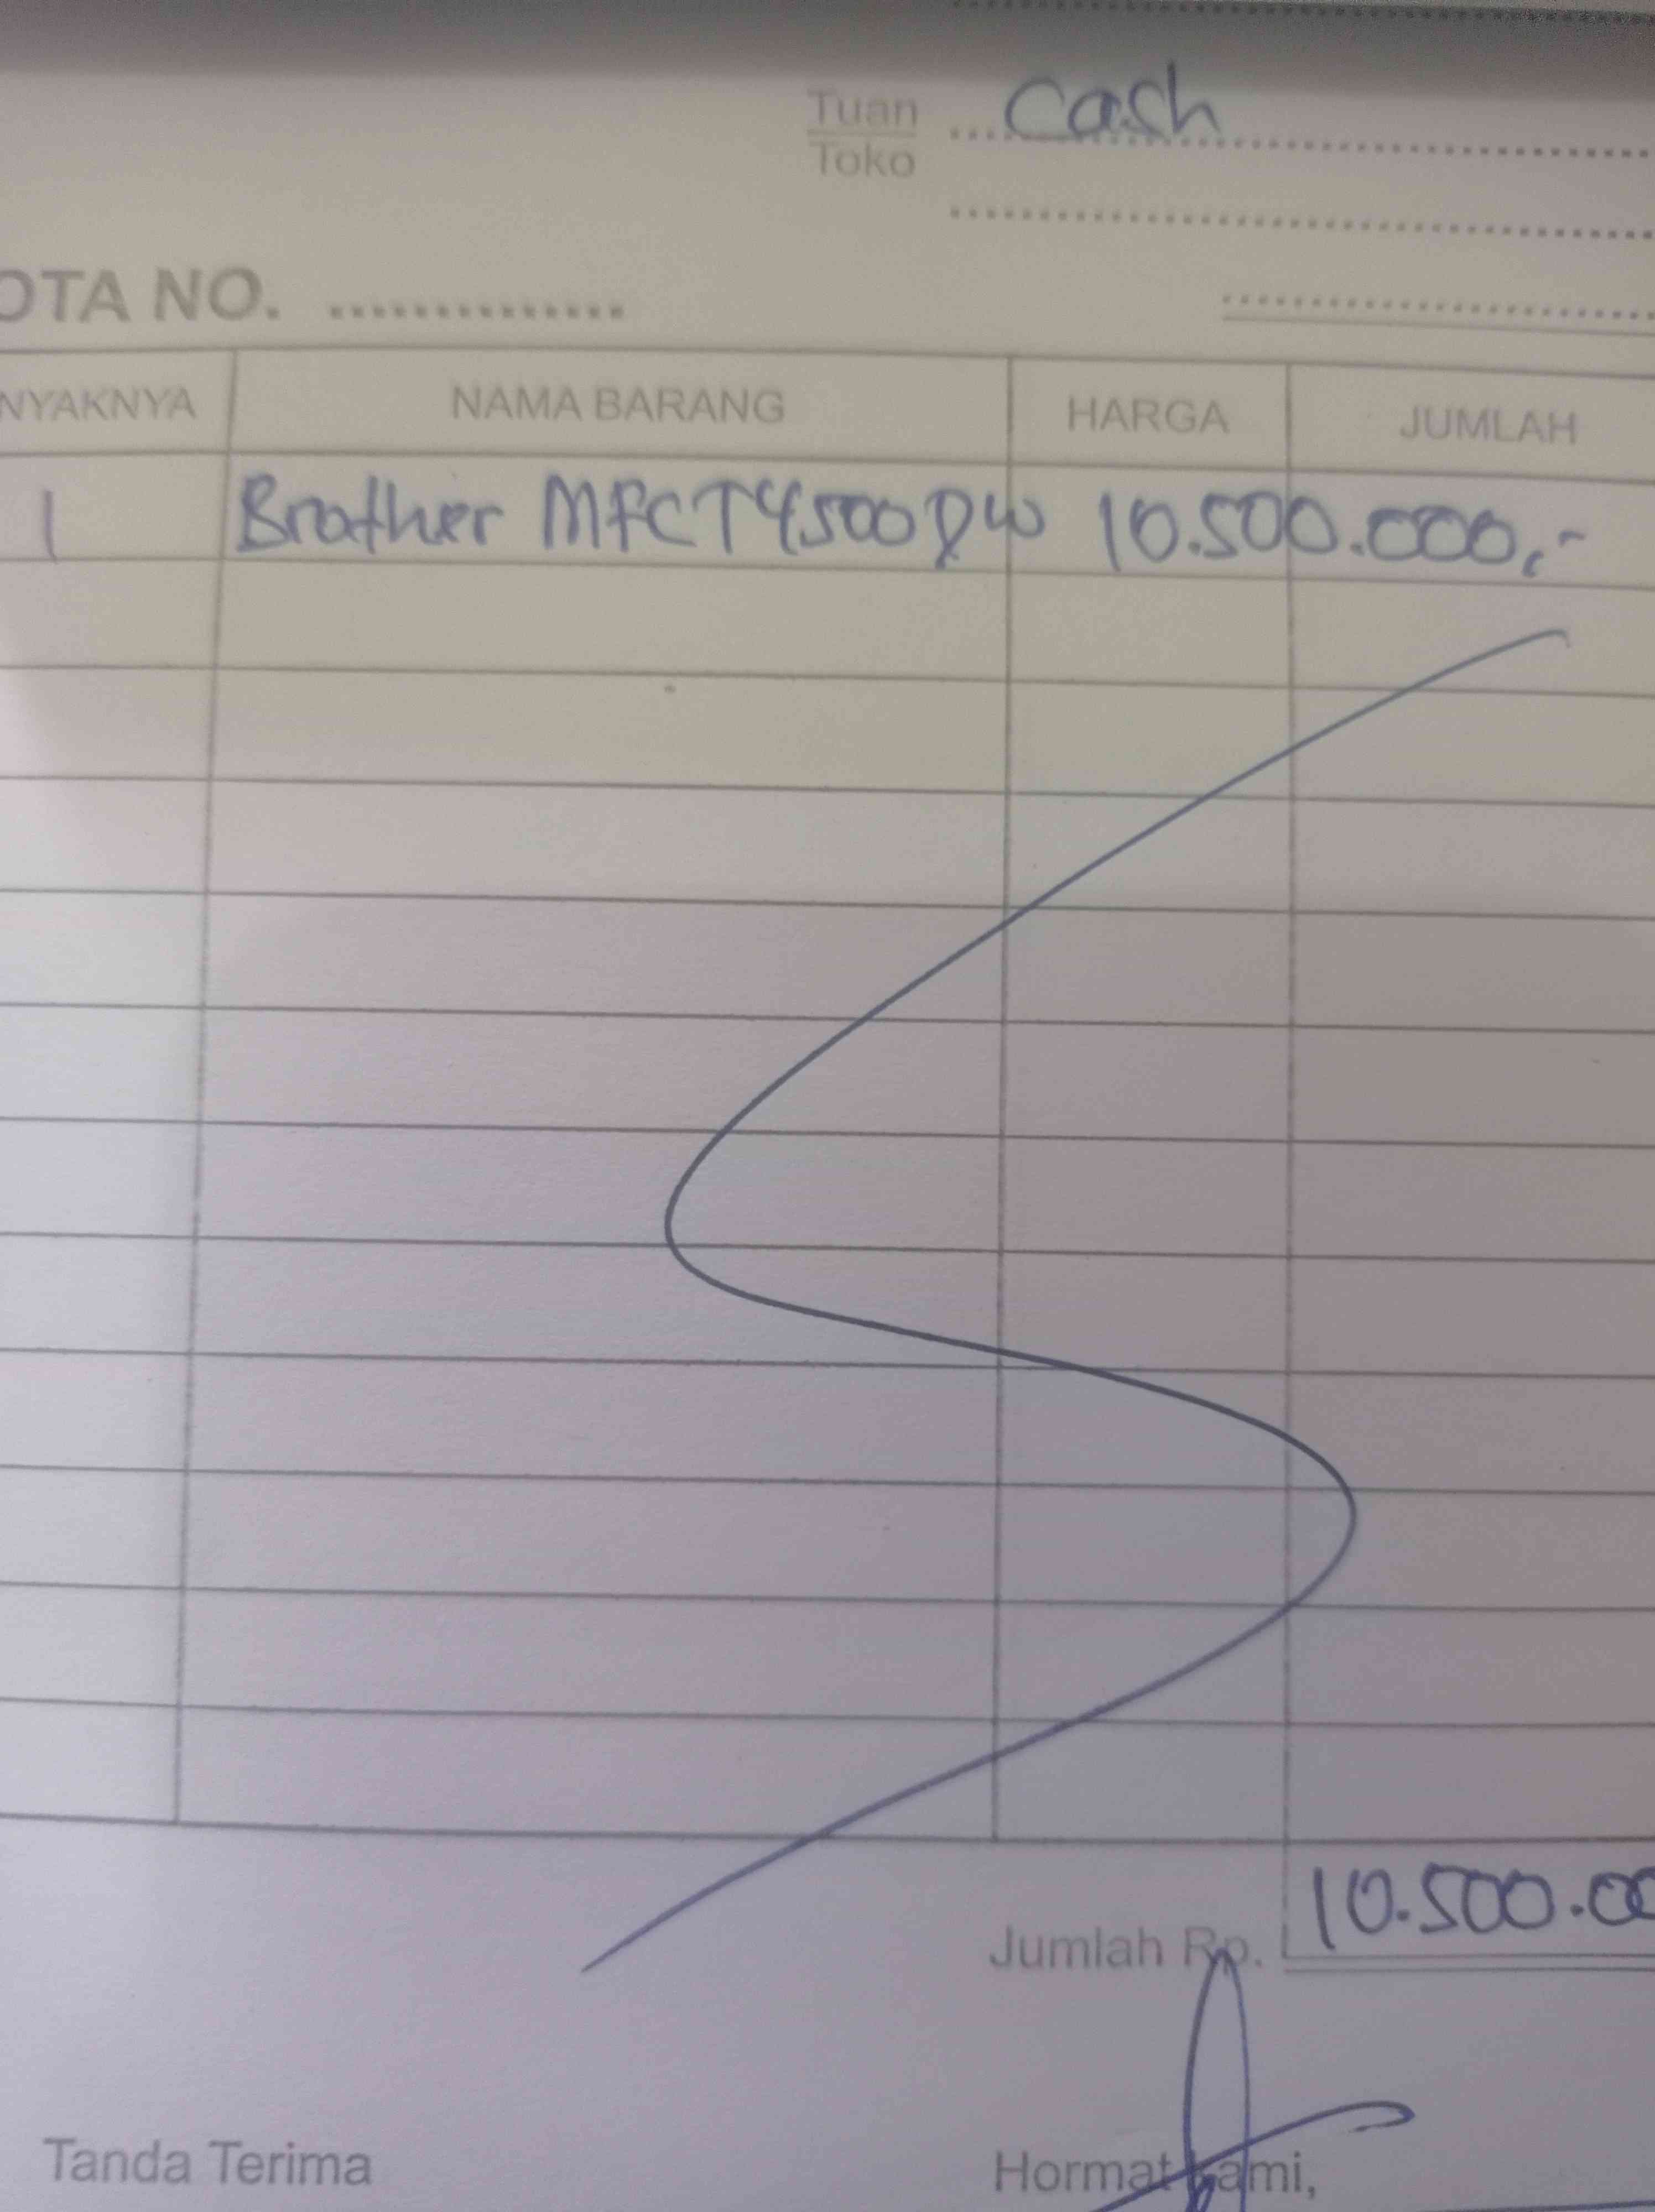 Tuan cash
Toko
OTA NO.
NYAKNYA NAMA BARANG HARGA JUMLAH
1 Brother MFCT4500DW 10.500.000,-
Jumlah Rp. 10.500.00
Tanda Terima Hormat kami,